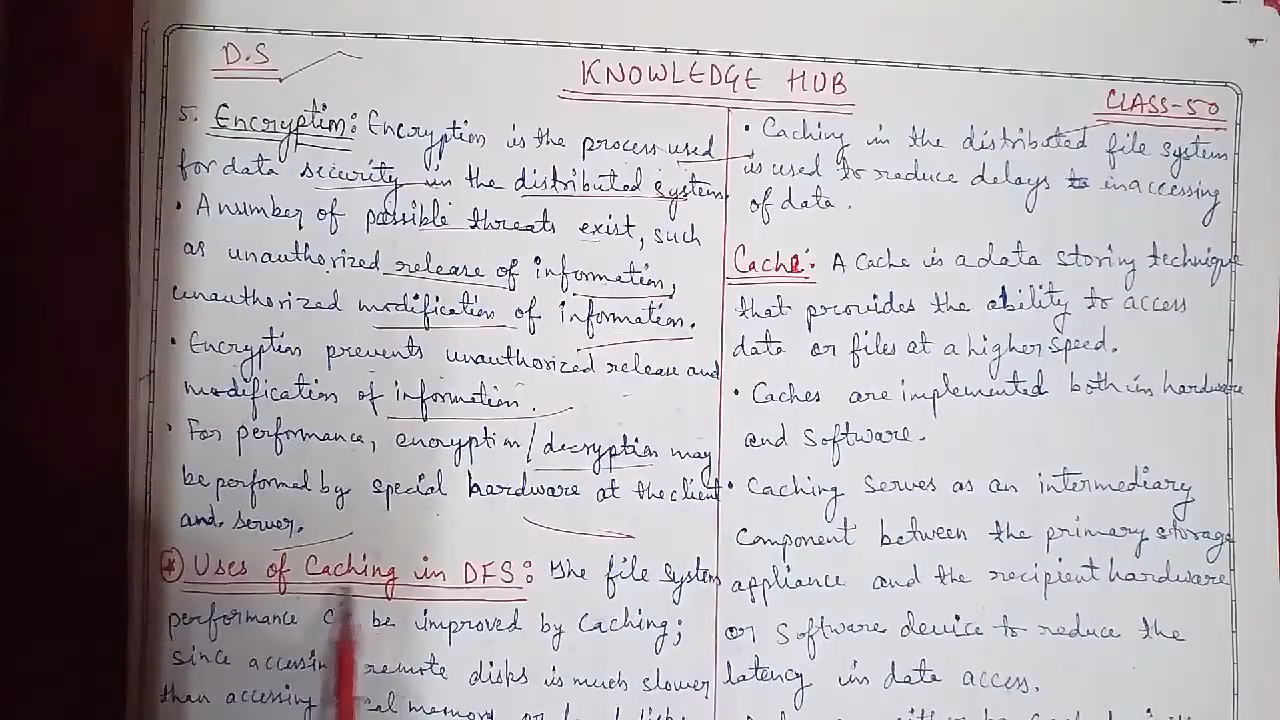 D.S
KNOWLEDGE HUB
CLASS-50
5. Encryption: Encryption is the process used
for data security in the distributed system.
• A number of possible threats exist, such
as unauthorized release of information,
unauthorized modification of information.
• Encryption prevents unauthorized release and
modification of information.
• For performance, encryption/decryption may
be performed by special hardware at the client
and server.
* Uses of Caching in DFS: The file system
performance be improved by caching;
since remote disks is much slower
than accessing memory or
• Caching in the distributed file system
is used to reduce delays in accessing
of data.
Cache: A Cache is a data storing technique
that provides the ability to access
data or files at a higher speed.
• Caches are implemented both in hardware
and Software.
• Caching Serves as an intermediary
component between the primary storage
appliance and the recipient hardware
or Software device to reduce the
latency in data access.